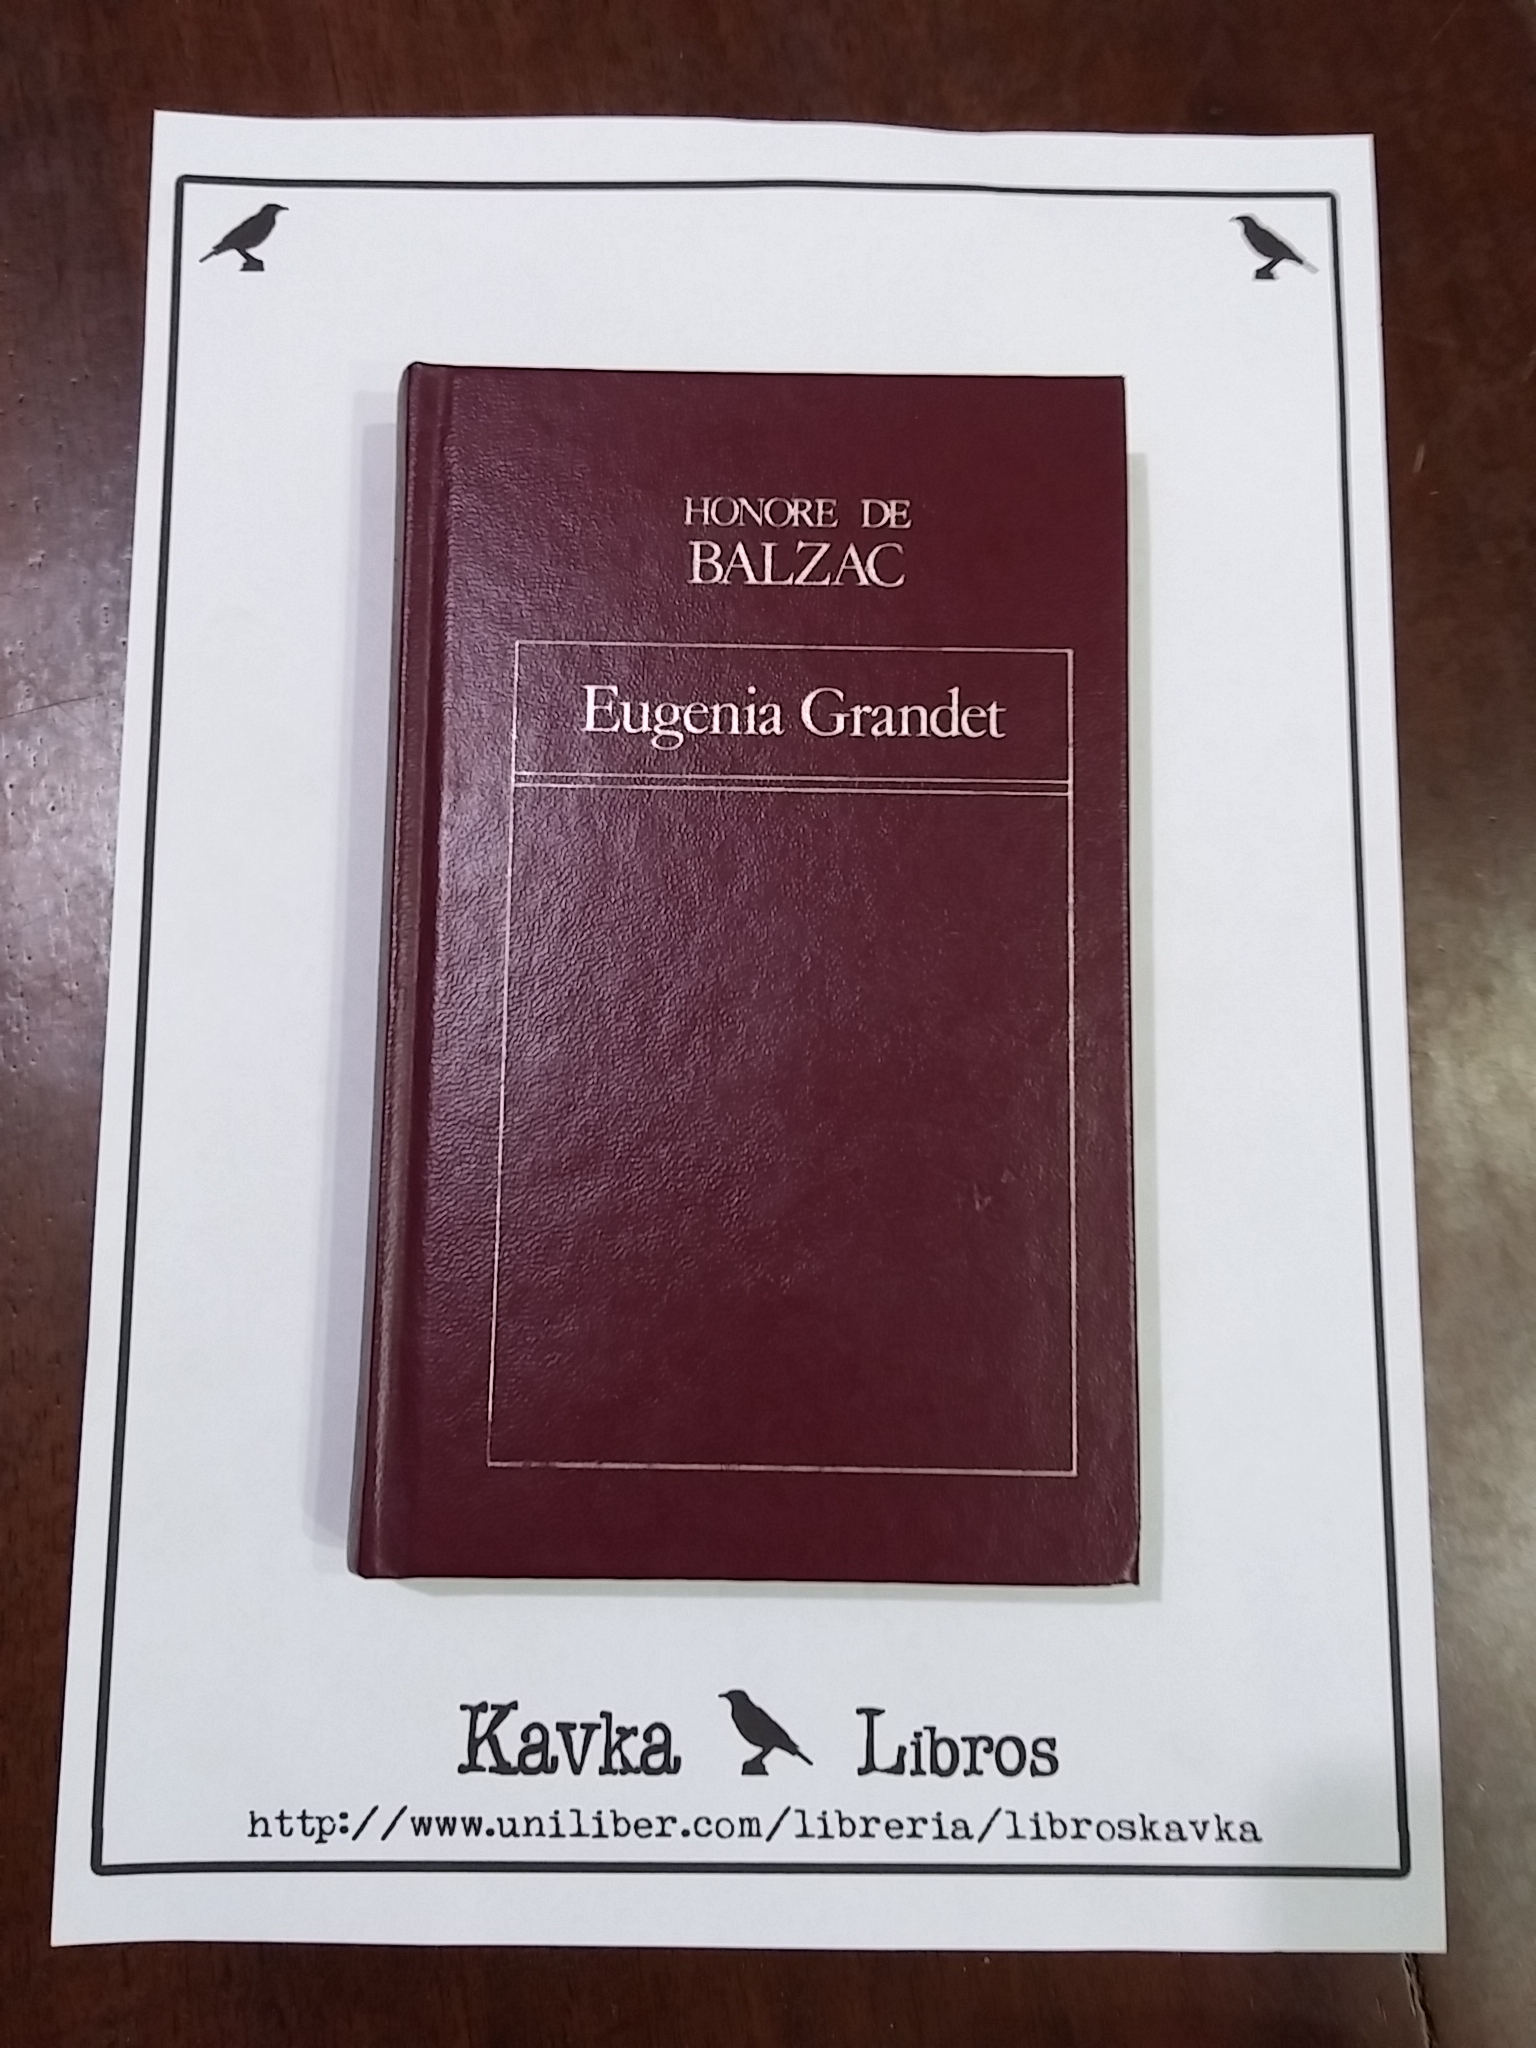 HONORE DE
BALZAC
Eugenia Grandet
Kavka Libros
http://www.uniliber.com/libreria/libroskavka